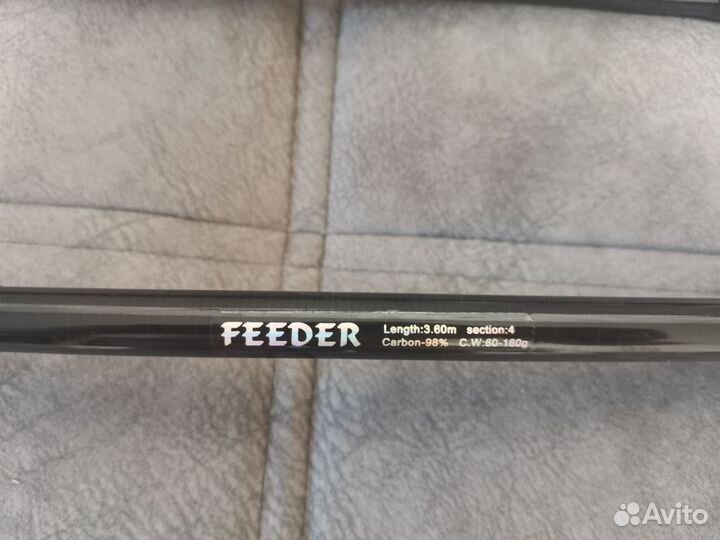 FEEDER
Length:3.60m section:4
Carbon-98% C.W:60-160g
Avito